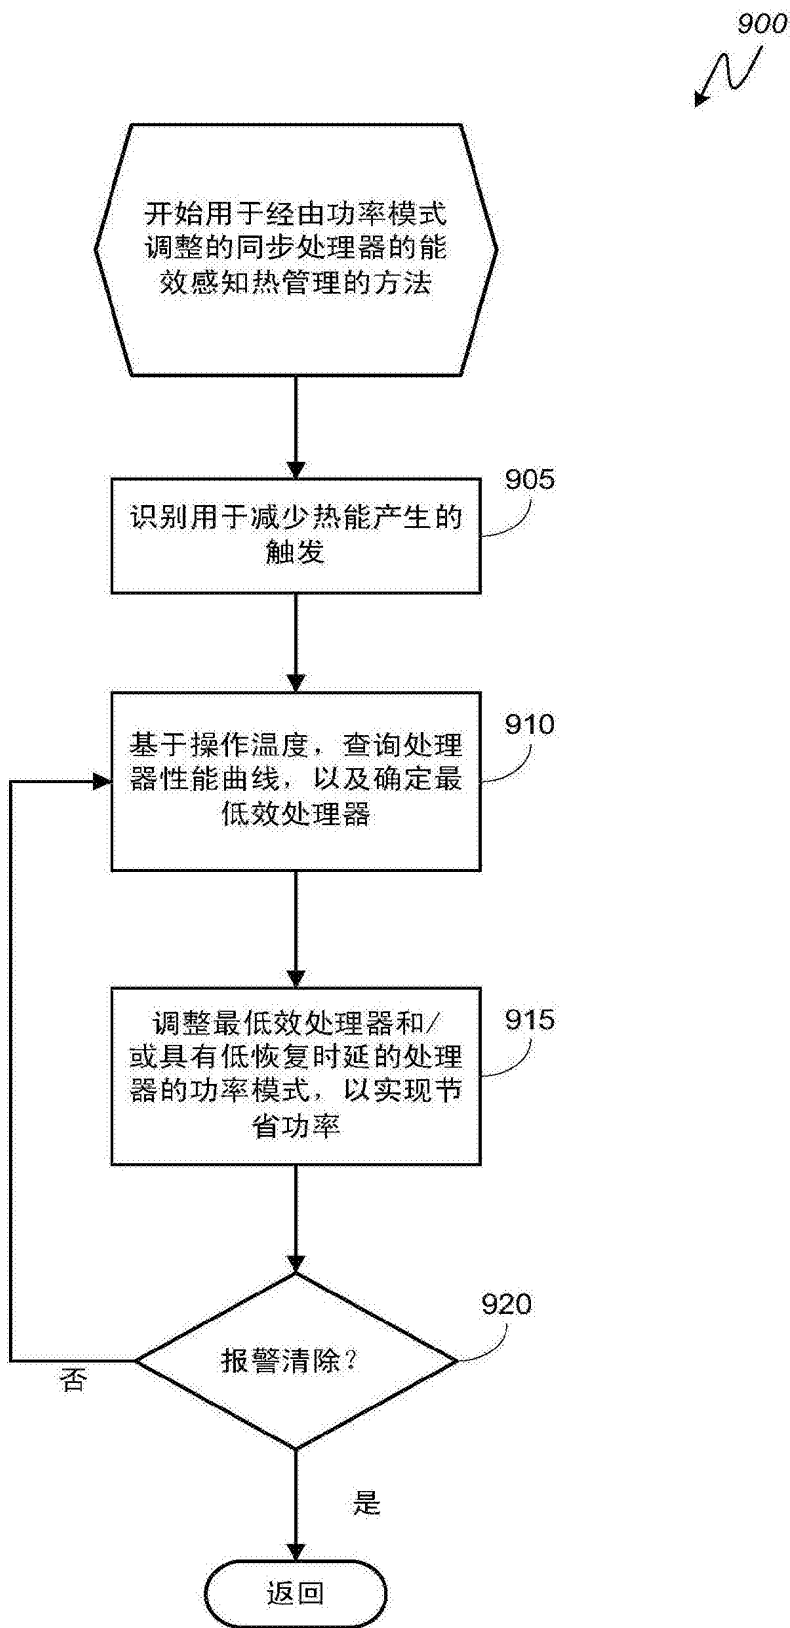 900
开始用于经由功率模式
调整的同步处理器的能
效感知热管理的方法
905
识别用于减少热能产生的
触发
910
基于操作温度，查询处理
器性能曲线，以及确定最
低效处理器
915
调整最低效处理器和/
或具有低恢复时延的处理
器的功率模式，以实现节
省功率
920
报警清除？
否
是
返回